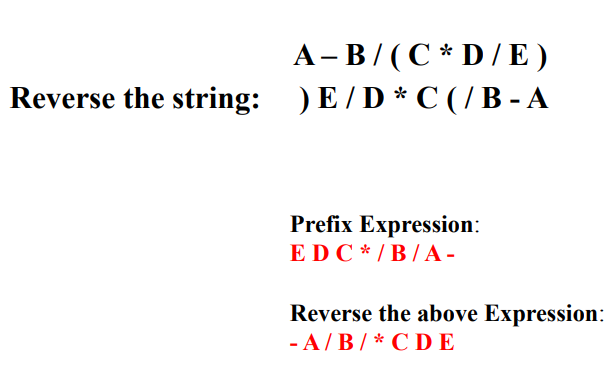 A – B / ( C * D / E )
Reverse the string: ) E / D * C ( / B - A
Prefix Expression:
E D C * / B / A -
Reverse the above Expression:
- A / B / * C D E